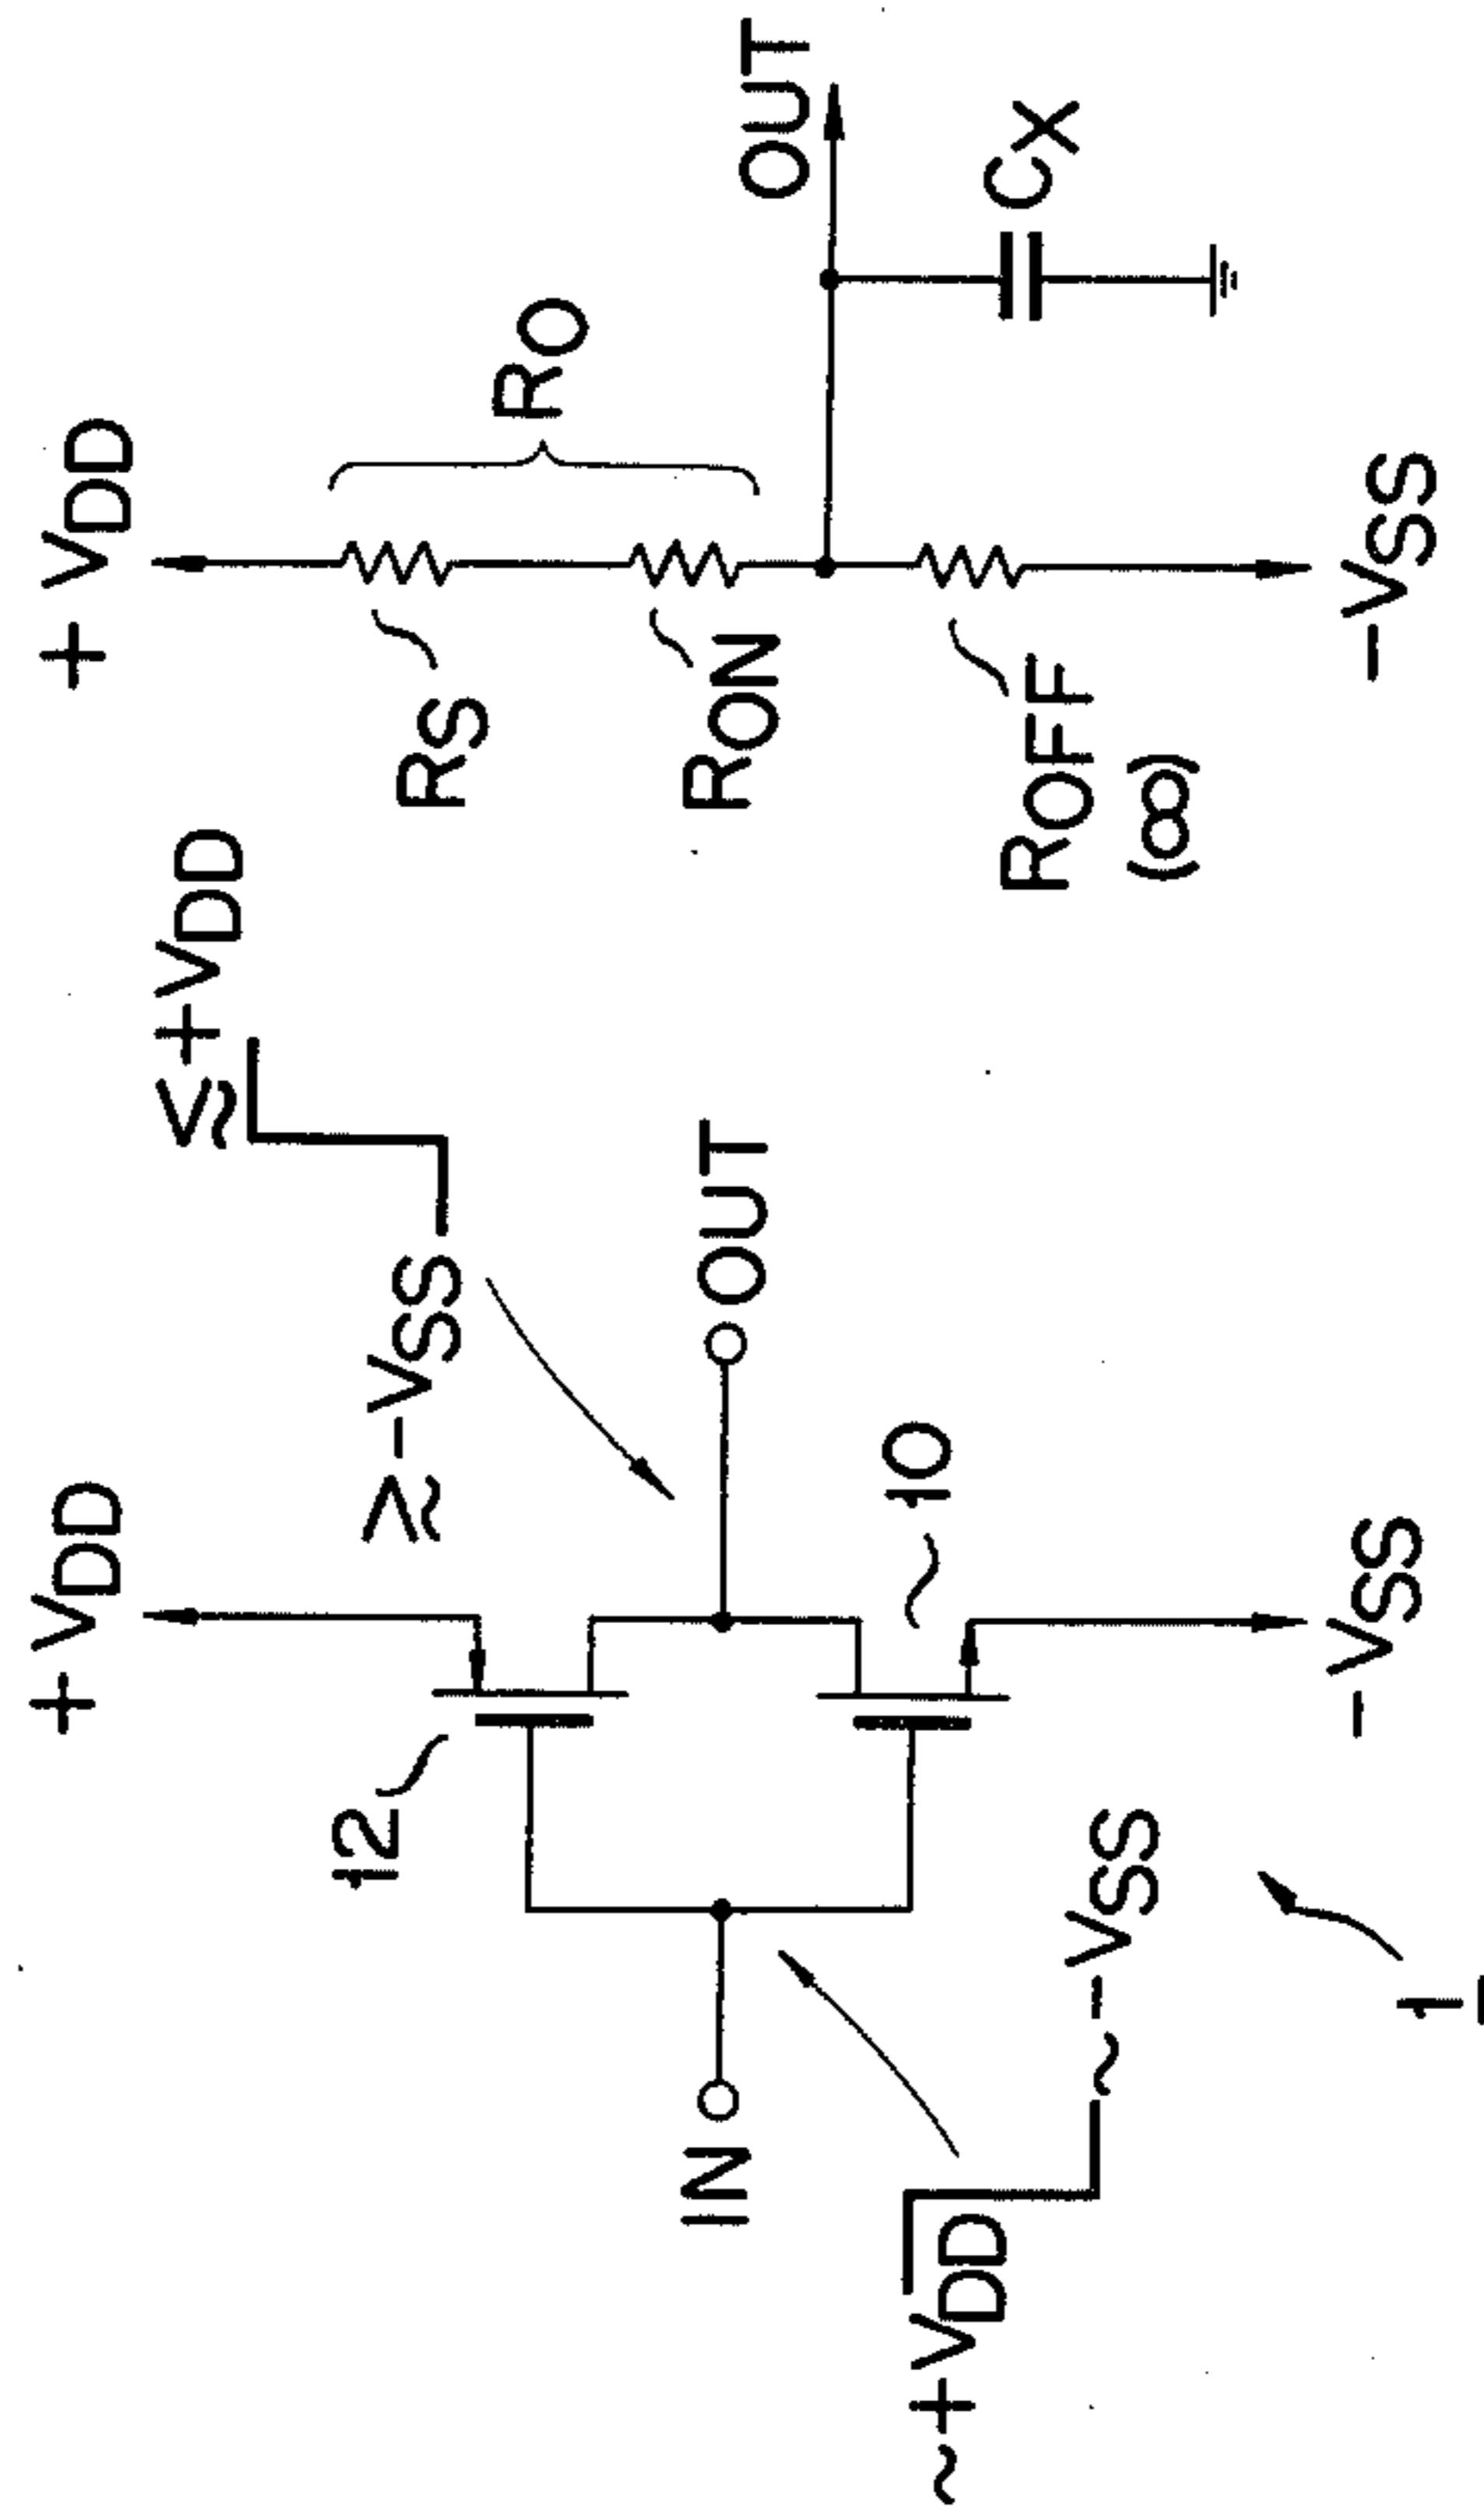 + VDD
12
IN
OUT
10
- VSS
~ +VDD
~ -VSS
⪞ -VSS
⪝ +VDD
1
+ VDD
RS
RON
RO
ROFF
(∞)
OUT
CX
- VSS